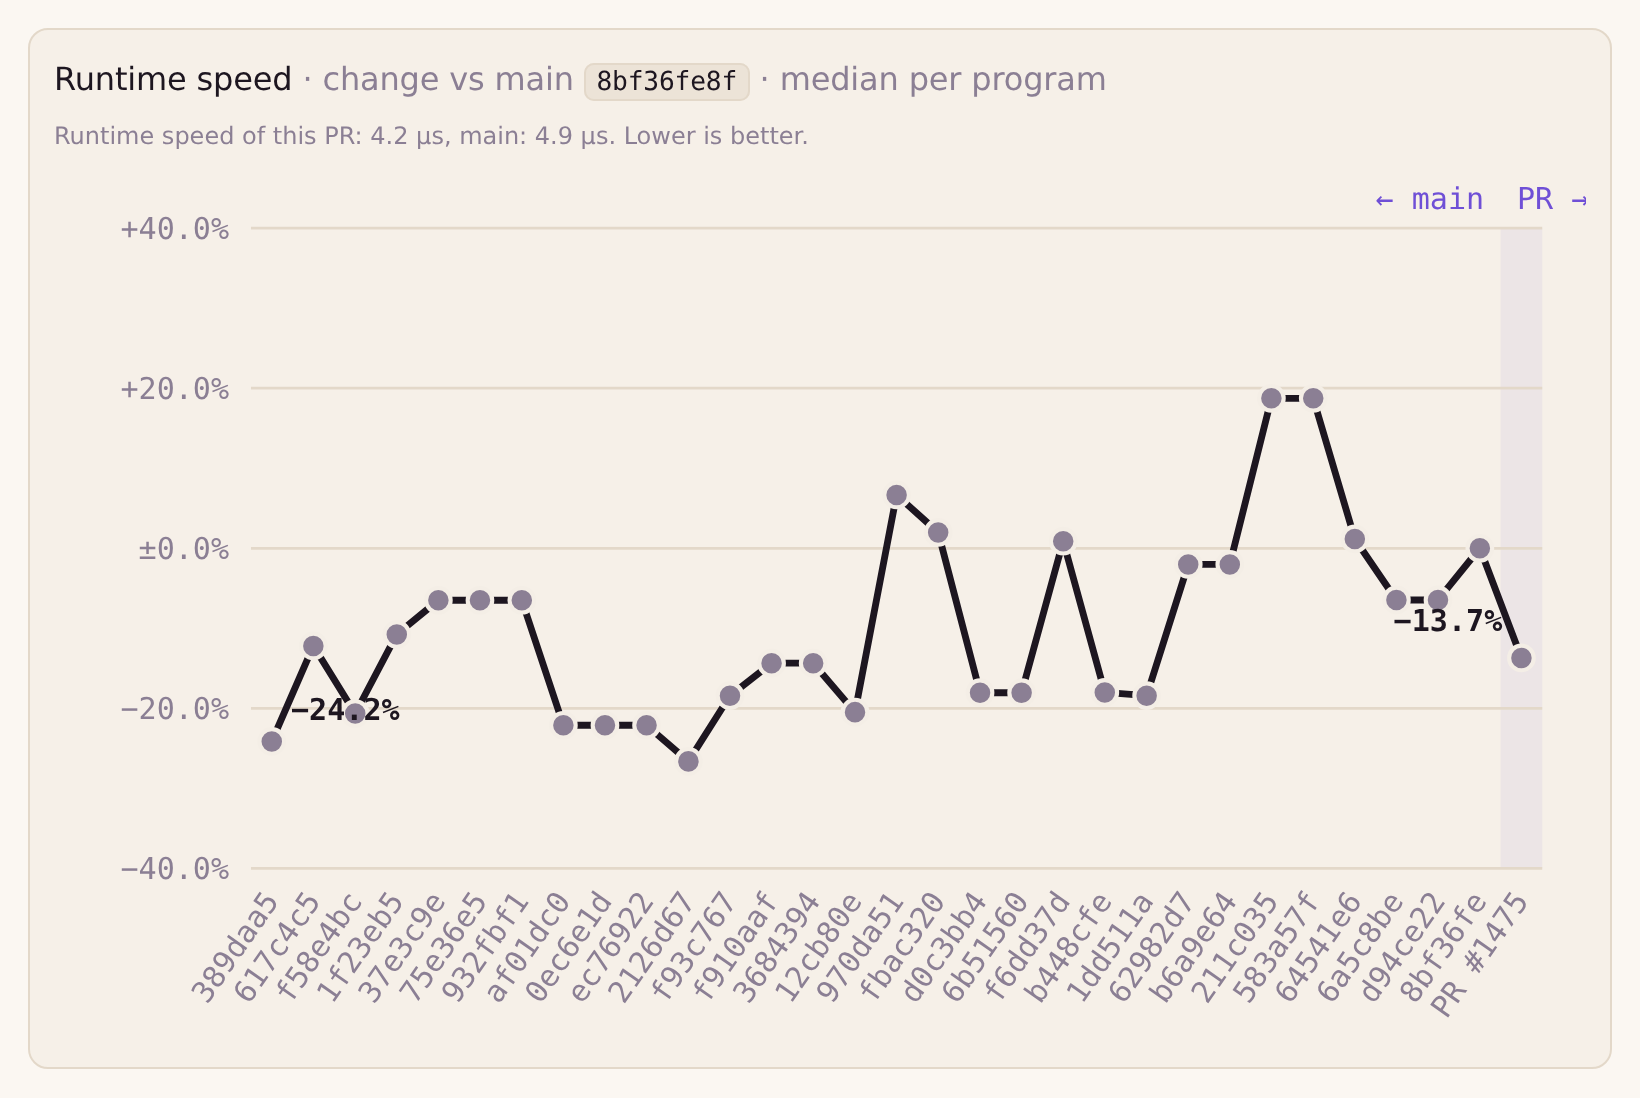 Runtime speed · change vs main 8bf36fe8f · median per program
Runtime speed of this PR: 4.2 µs, main: 4.9 µs. Lower is better.
← main PR →
+40.0%
+20.0%
±0.0%
−20.0%
−40.0%
−24.2%
−13.7%
389daa5
617c4c5
f58e4bc
1f23eb5
37e3c9e
75e36e5
932fbf1
af01dc0
0ec6e1d
ec76922
2126d67
f93c767
f910aaf
3684394
12cb80e
970da51
fbac320
d0c3bb4
6b51560
f6dd37d
b448cfe
1dd511a
62982d7
b6a9e64
211c035
583a57f
64541e6
6a5c8be
d94ce22
8bf36fe
PR #1475